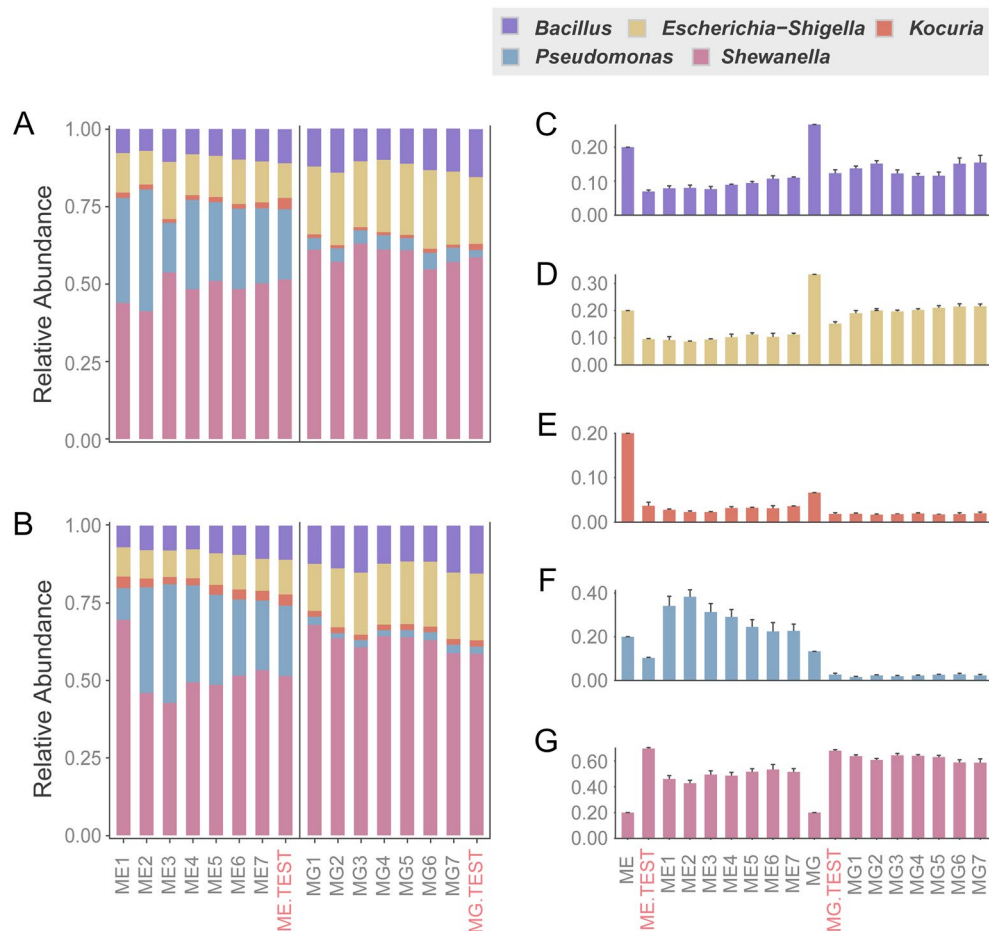 Bacillus Escherichia-Shigella Kocuria
Pseudomonas Shewanella
A
Relative Abundance
1.00
0.75
0.50
0.25
0.00
B
Relative Abundance
1.00
0.75
0.50
0.25
0.00
ME1 ME2 ME3 ME4 ME5 ME6 ME7 ME.TEST MG1 MG2 MG3 MG4 MG5 MG6 MG7 MG.TEST
C
0.20
0.10
0.00
D
0.30
0.20
0.10
0.00
E
0.20
0.10
0.00
F
0.40
0.20
0.00
G
0.60
0.40
0.20
0.00
ME ME.TEST ME1 ME2 ME3 ME4 ME5 ME6 ME7 MG MG.TEST MG1 MG2 MG3 MG4 MG5 MG6 MG7